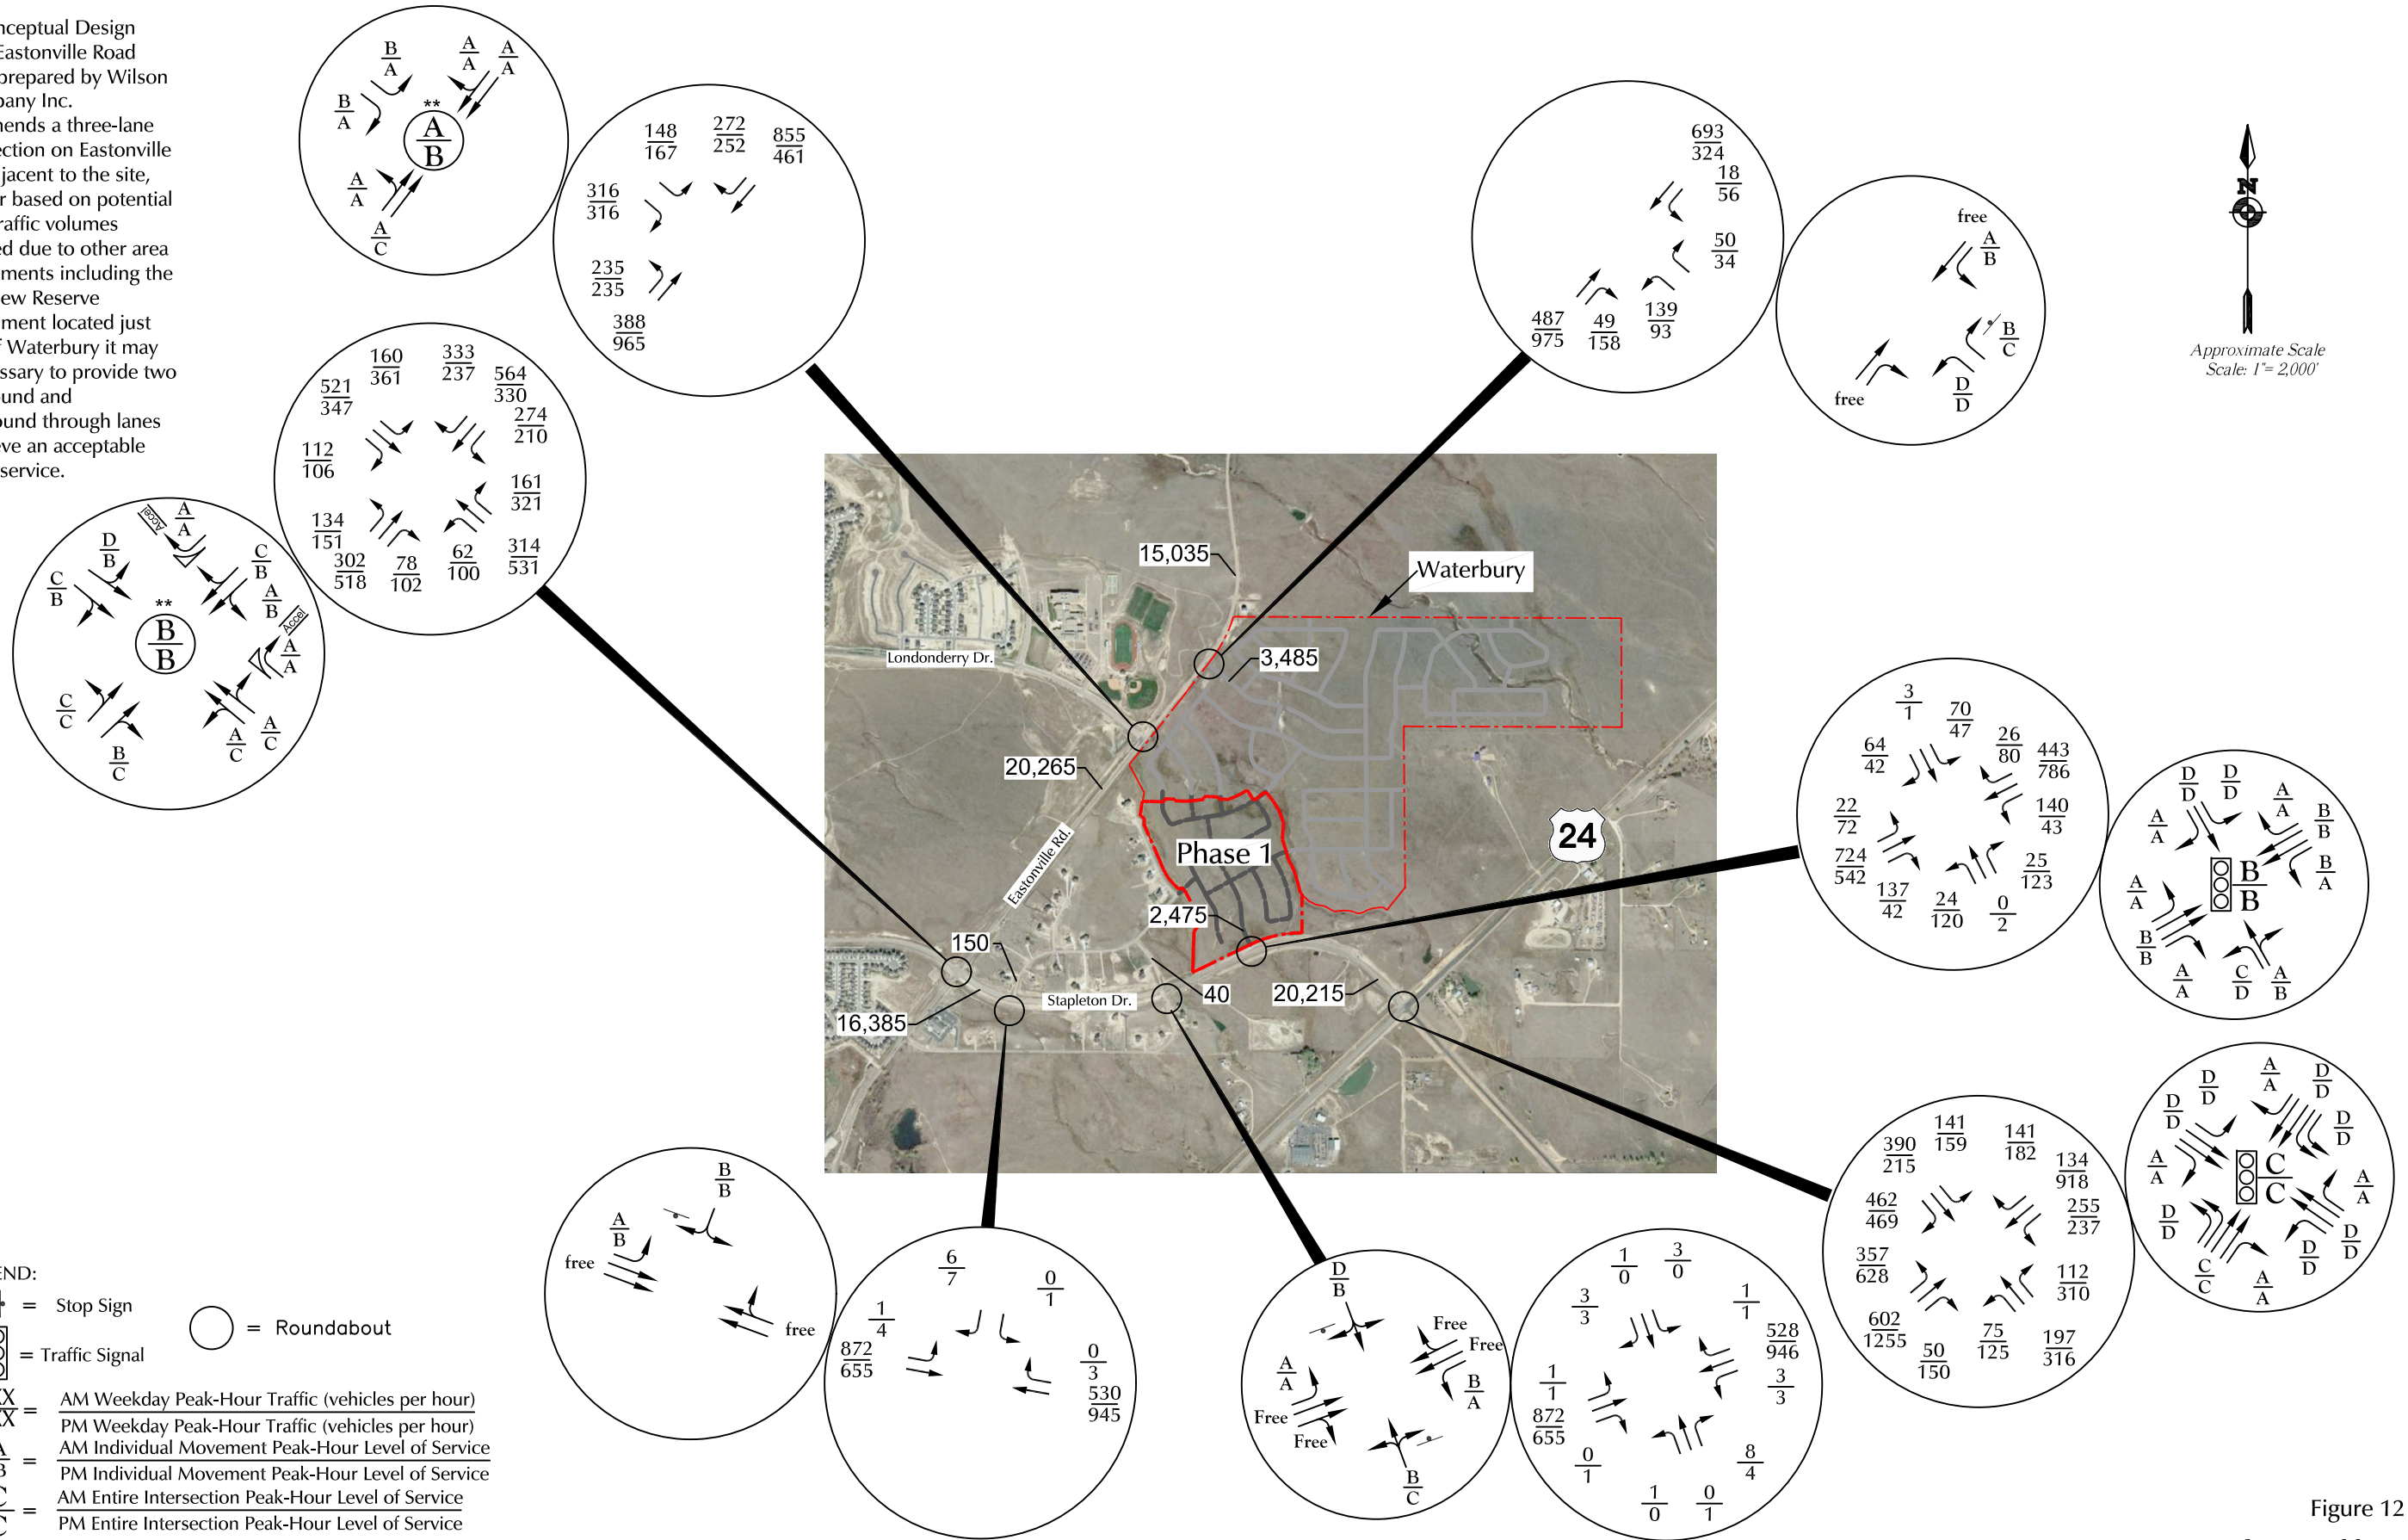 nceptual Design
Eastonville Road
prepared by Wilson
pany Inc.
ends a three-lane
ection on Eastonville
jacent to the site,
r based on potential
raffic volumes
ed due to other area
ments including the
ew Reserve
ment located just
f Waterbury it may
ssary to provide two
ound and
ound through lanes
eve an acceptable
service.
B
A
A
A
A
A
B
A
**
A
B
A
A
A
C
148
167
272
252
855
461
316
316
235
235
388
965
693
324
18
56
50
34
139
93
49
158
487
975
free
A
B
B
C
D
D
free
N
Approximate Scale
Scale: 1"= 2,000'
160
361
333
237
564
330
274
210
521
347
112
106
161
321
134
151
302
518
78
102
62
100
314
531
Accel
A
A
D
B
C
B
C
B
A
B
Accel
A
A
**
B
B
C
C
B
C
A
C
A
C
15,035
Waterbury
Londonderry Dr.
3,485
20,265
Eastonville Rd.
Phase 1
24
2,475
150
40
Stapleton Dr.
20,215
16,385
3
1
70
47
26
80
443
786
64
42
140
43
22
72
724
542
137
42
24
120
0
2
25
123
D
D
D
D
A
A
B
B
A
A
B
A
B
B
A
A
B
B
A
A
C
D
A
B
141
159
390
215
141
182
134
918
462
469
255
237
357
628
112
310
602
1255
50
150
75
125
197
316
D
D
A
A
D
D
D
D
D
D
A
A
C
C
A
A
D
D
D
D
D
D
C
C
A
A
B
B
A
B
free
free
6
7
0
1
1
4
872
655
0
3
530
945
D
B
Free
Free
A
A
B
A
Free
Free
B
C
1
0
3
0
3
3
1
1
528
946
1
1
3
3
872
655
0
1
8
4
1
0
0
1
END:
= Stop Sign
= Roundabout
= Traffic Signal
XX
XX
= AM Weekday Peak-Hour Traffic (vehicles per hour)
PM Weekday Peak-Hour Traffic (vehicles per hour)
A
B
= AM Individual Movement Peak-Hour Level of Service
PM Individual Movement Peak-Hour Level of Service
C
C
= AM Entire Intersection Peak-Hour Level of Service
PM Entire Intersection Peak-Hour Level of Service
Figure 12